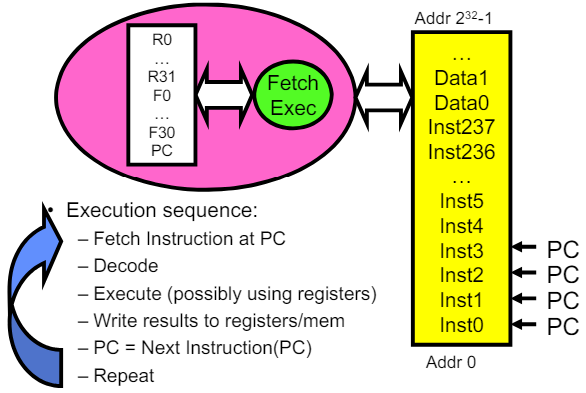 R0
...
R31
F0
...
F30
PC
Fetch
Exec
Addr 2³²-1
...
Data1
Data0
Inst237
Inst236
...
Inst5
Inst4
Inst3
Inst2
Inst1
Inst0
Addr 0
PC
PC
PC
PC
• Execution sequence:
– Fetch Instruction at PC
– Decode
– Execute (possibly using registers)
– Write results to registers/mem
– PC = Next Instruction(PC)
– Repeat